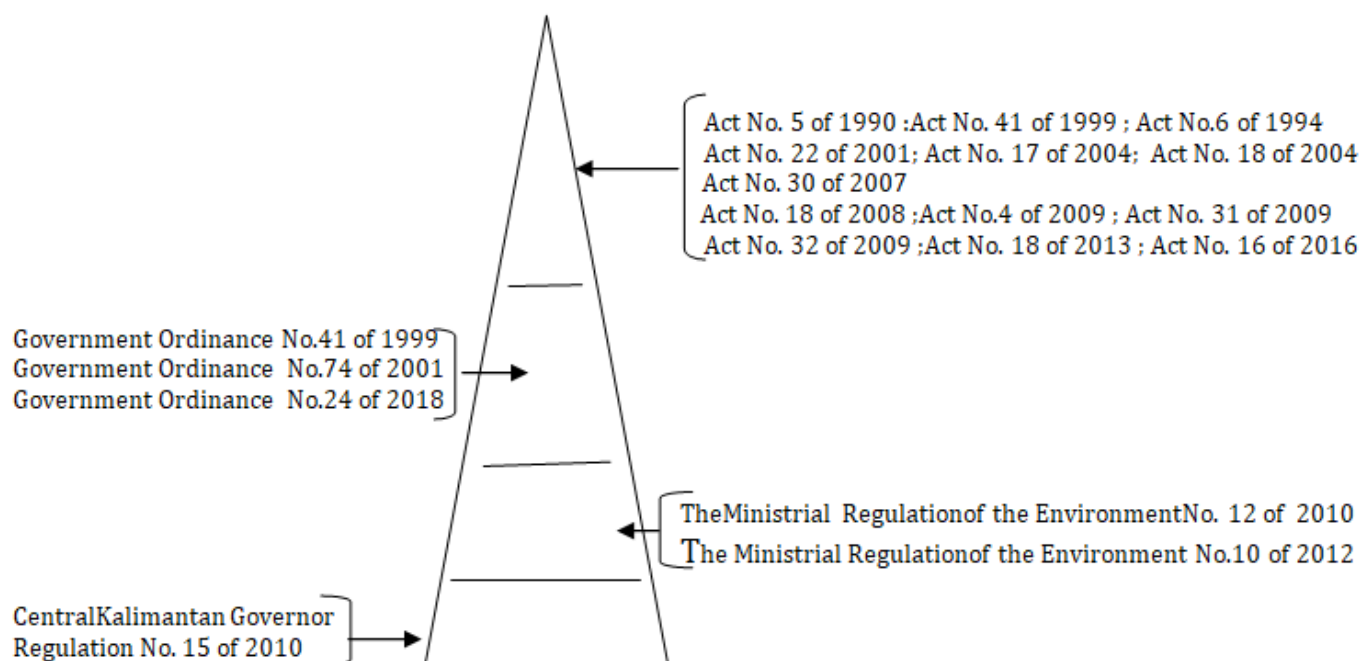 Act No. 5 of 1990 :Act No. 41 of 1999 ; Act No.6 of 1994
Act No. 22 of 2001; Act No. 17 of 2004; Act No. 18 of 2004
Act No. 30 of 2007
Act No. 18 of 2008 ;Act No.4 of 2009 ; Act No. 31 of 2009
Act No. 32 of 2009 ;Act No. 18 of 2013 ; Act No. 16 of 2016
Government Ordinance No.41 of 1999
Government Ordinance No.74 of 2001
Government Ordinance No.24 of 2018
TheMinistrial Regulationof the EnvironmentNo. 12 of 2010
The Ministrial Regulationof the Environment No.10 of 2012
CentralKalimantan Governor
Regulation No. 15 of 2010